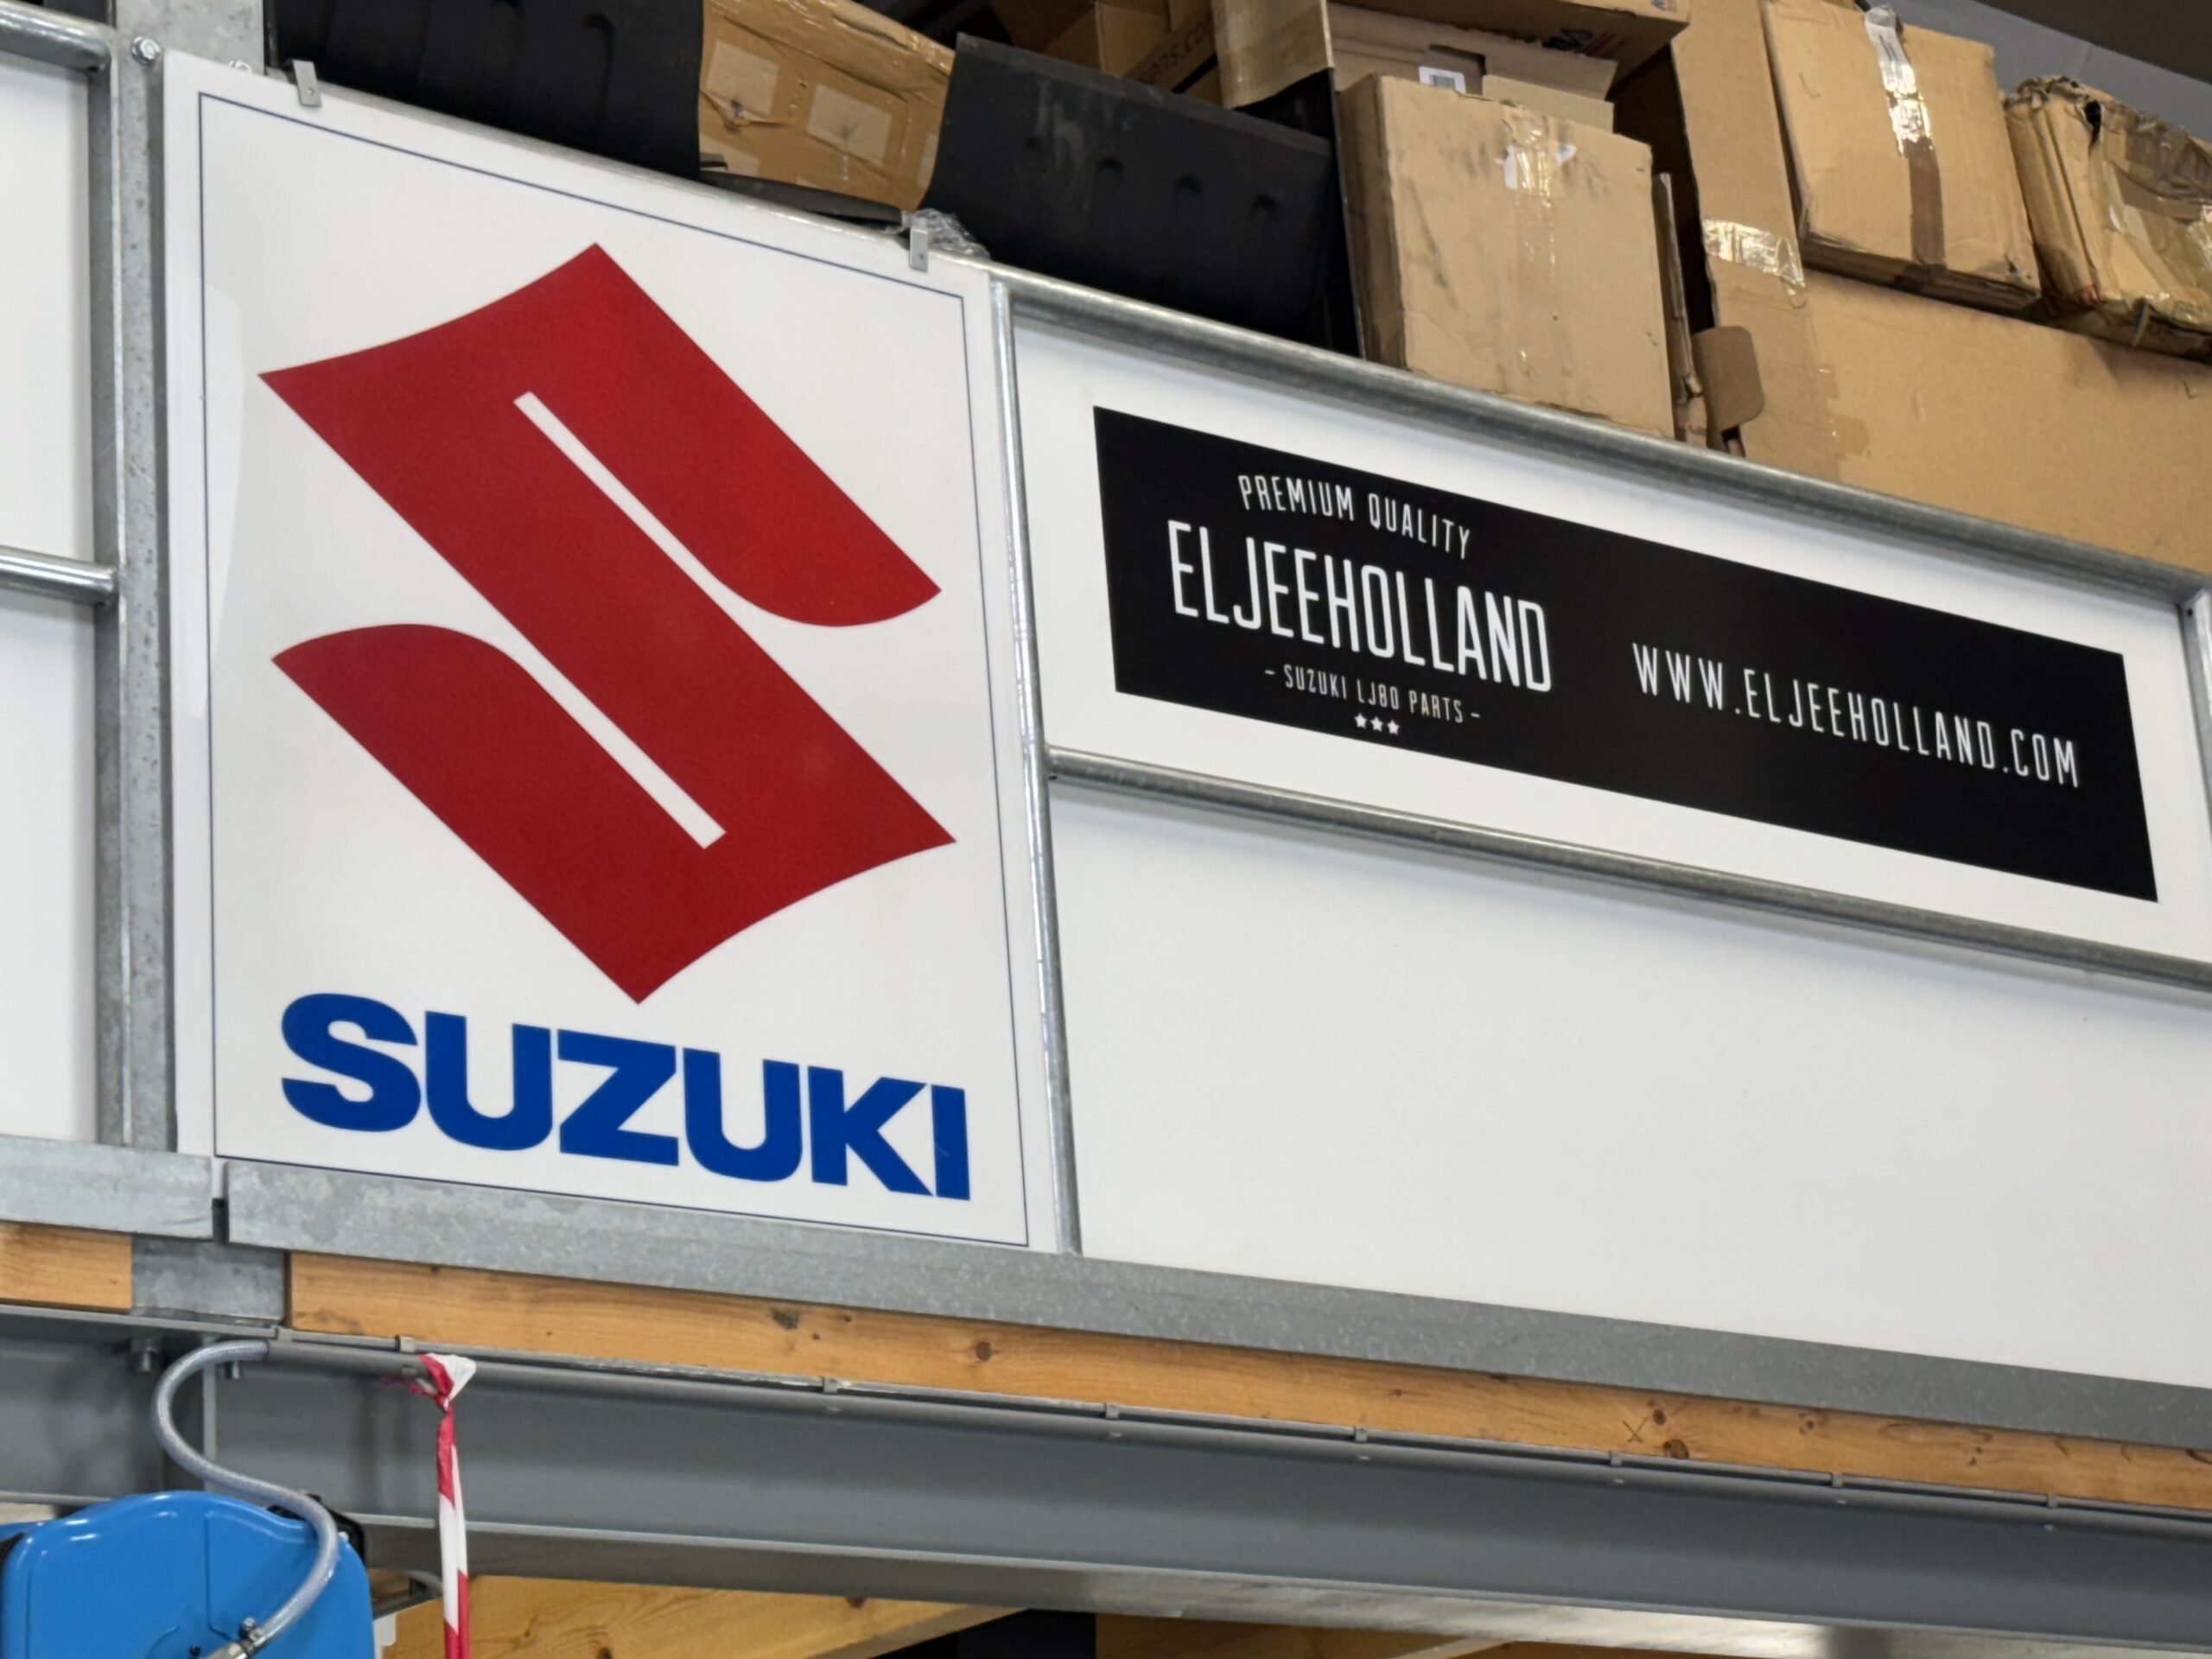 SUZUKI
PREMIUM QUALITY
ELJEEHOLLAND
- SUZUKI LJ80 PARTS -
WWW.ELJEEHOLLAND.COM